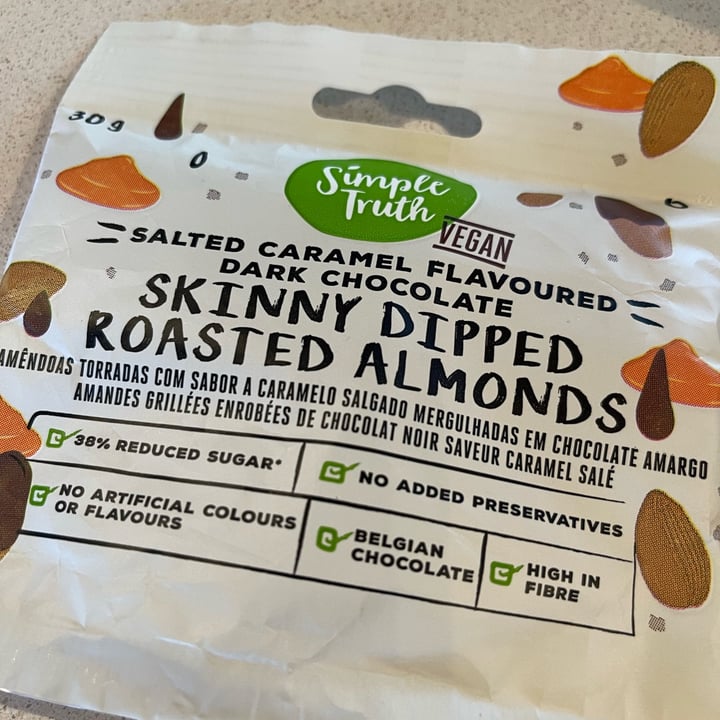 30 g
Simple
Truth
VEGAN
SALTED CARAMEL FLAVOURED
DARK CHOCOLATE
SKINNY DIPPED
ROASTED ALMONDS
AMÊNDOAS TORRADAS COM SABOR A CARAMELO SALGADO MERGULHADAS EM CHOCOLATE AMARGO
AMANDES GRILLÉES ENROBÉES DE CHOCOLAT NOIR SAVEUR CARAMEL SALÉ
38% REDUCED SUGAR*
NO ADDED PRESERVATIVES
NO ARTIFICIAL COLOURS
OR FLAVOURS
BELGIAN
CHOCOLATE
HIGH IN
FIBRE